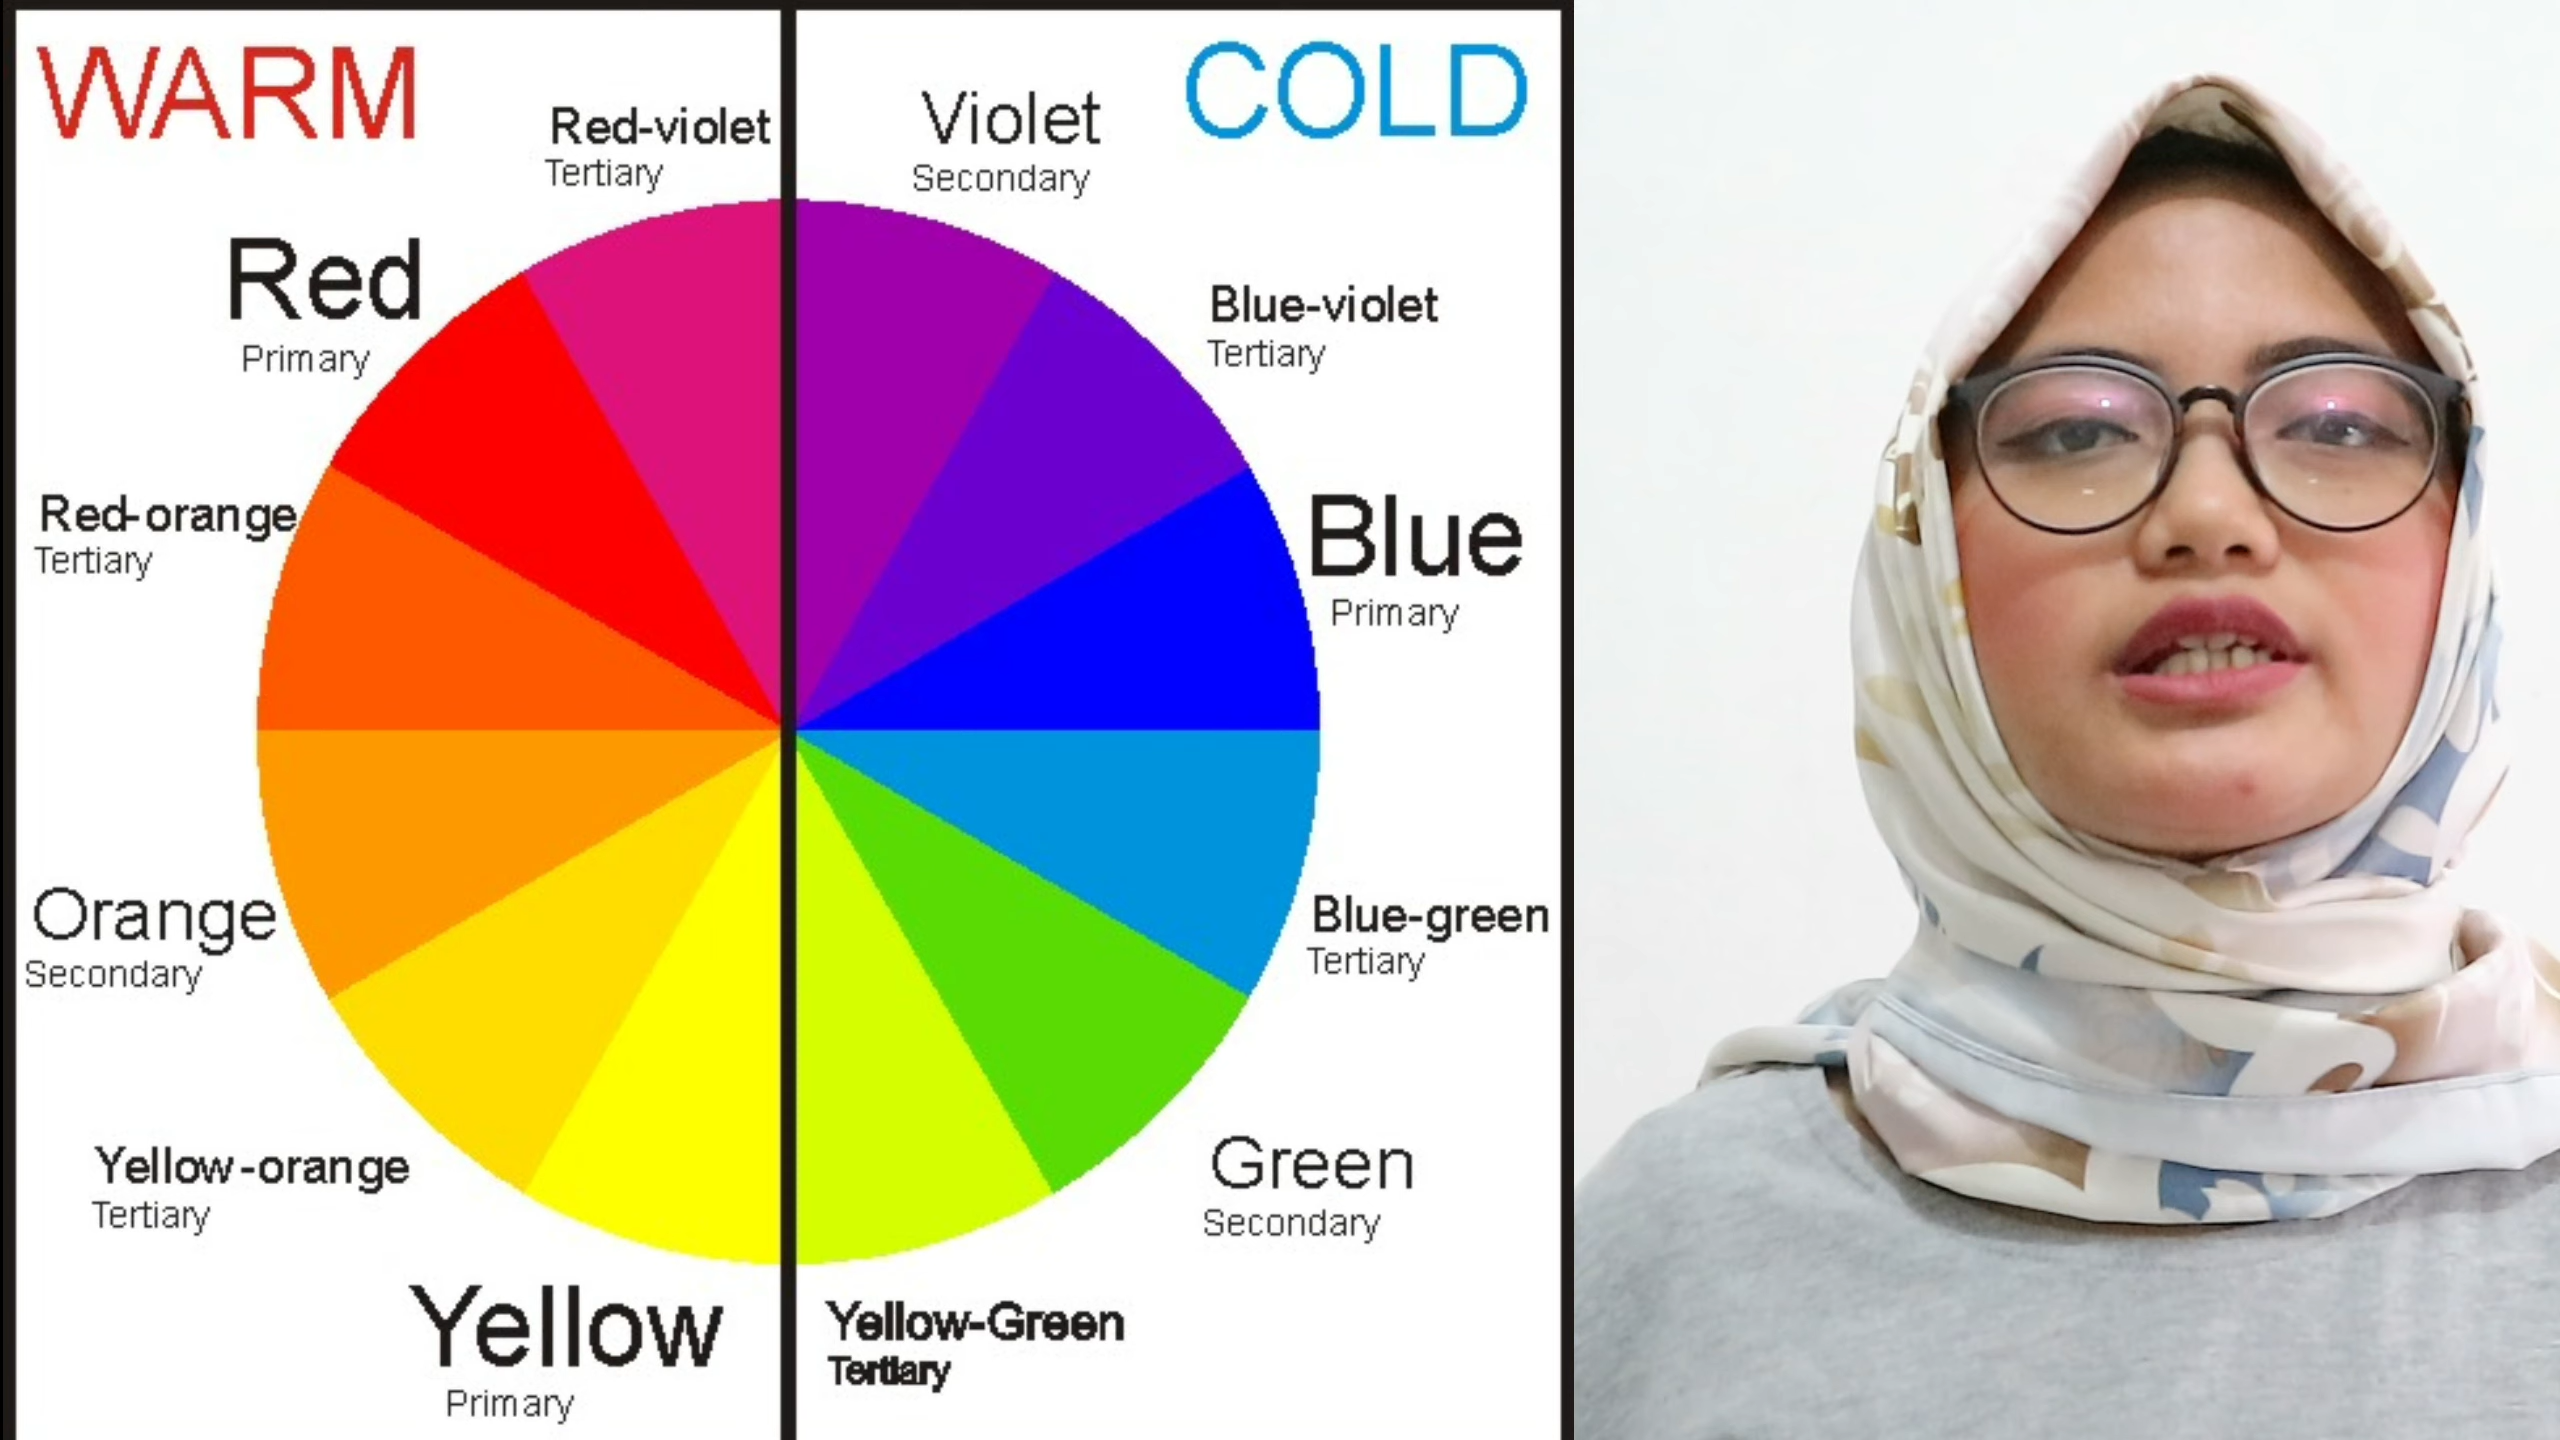 WARM
COLD
Red-violet
Tertiary
Violet
Secondary
Red
Primary
Blue-violet
Tertiary
Red-orange
Tertiary
Blue
Primary
Orange
Secondary
Blue-green
Tertiary
Yellow-orange
Tertiary
Green
Secondary
Yellow
Primary
Yellow-Green
Tertiary